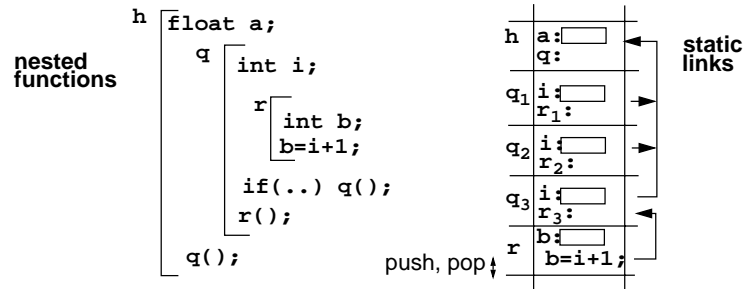 h
float a;
nested
functions
q
int i;
r
int b;
b=i+1;
if(..) q();
r();
q();
push, pop
h a:
q:
q1 i:
r1:
q2 i:
r2:
q3 i:
r3:
r b:
b=i+1;
static
links